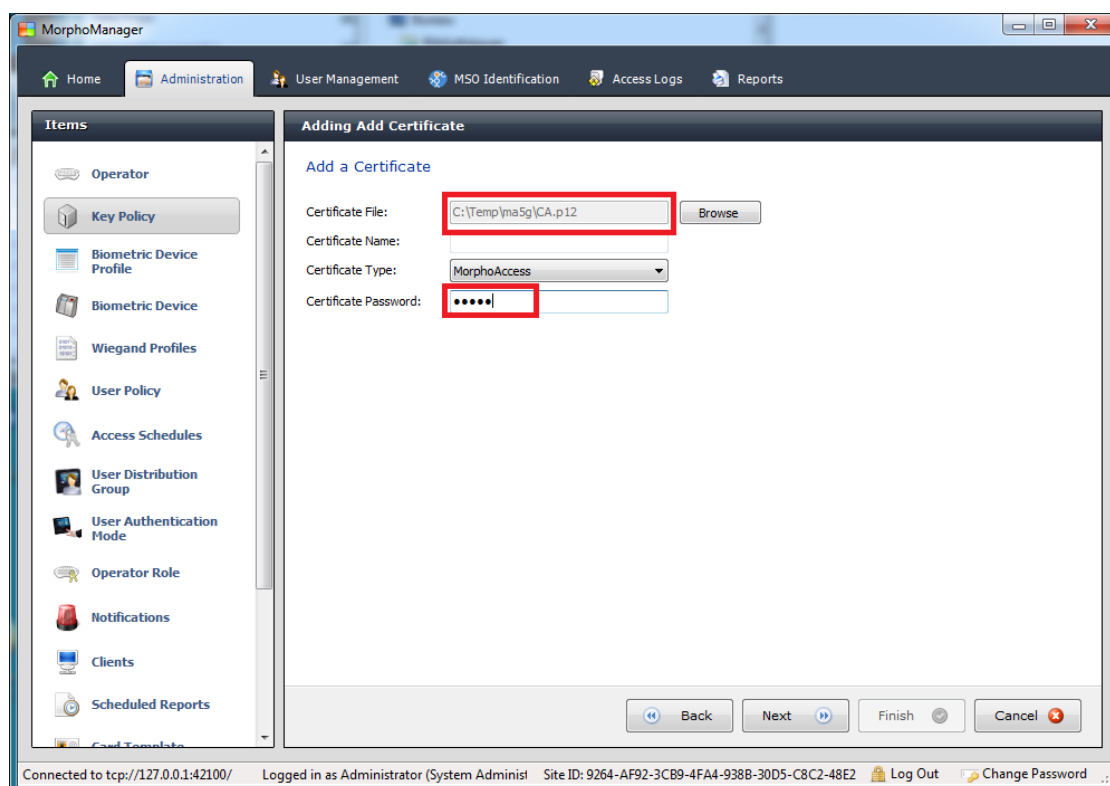 MorphoManager
Home Administration User Management MSO Identification Access Logs Reports
Items
Operator
Key Policy
Biometric Device
Profile
Biometric Device
Wiegand Profiles
User Policy
Access Schedules
User Distribution
Group
User Authentication
Mode
Operator Role
Notifications
Clients
Scheduled Reports
Card Template
Adding Add Certificate
Add a Certificate
Certificate File: C:\Temp\ma5g\CA.p12 Browse
Certificate Name:
Certificate Type: MorphoAccess
Certificate Password: •••••
Back Next Finish Cancel
Connected to tcp://127.0.0.1:42100/ Logged in as Administrator (System Administ Site ID: 9264-AF92-3CB9-4FA4-938B-30D5-C8C2-48E2 Log Out Change Password